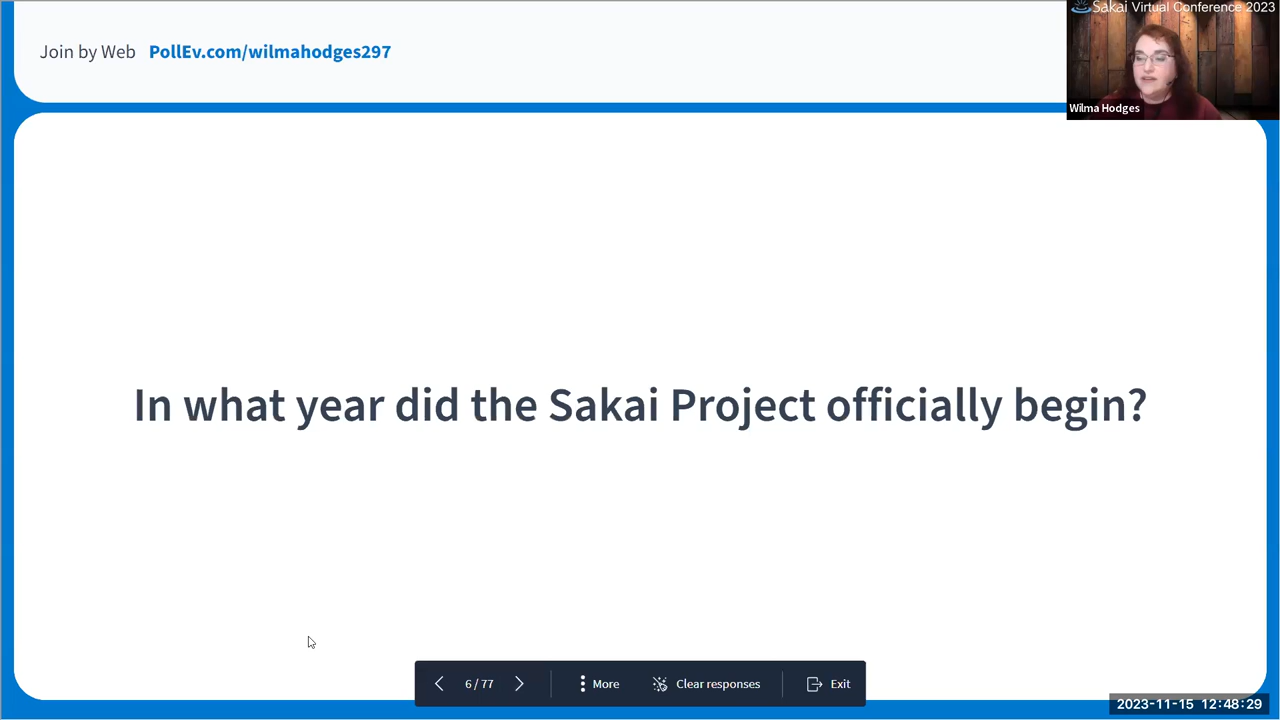 Join by Web PollEv.com/wilmahodges297
Sakai Virtual Conference 2023
Wilma Hodges
In what year did the Sakai Project officially begin?
6 / 77 More Clear responses Exit
2023-11-15 12:48:29